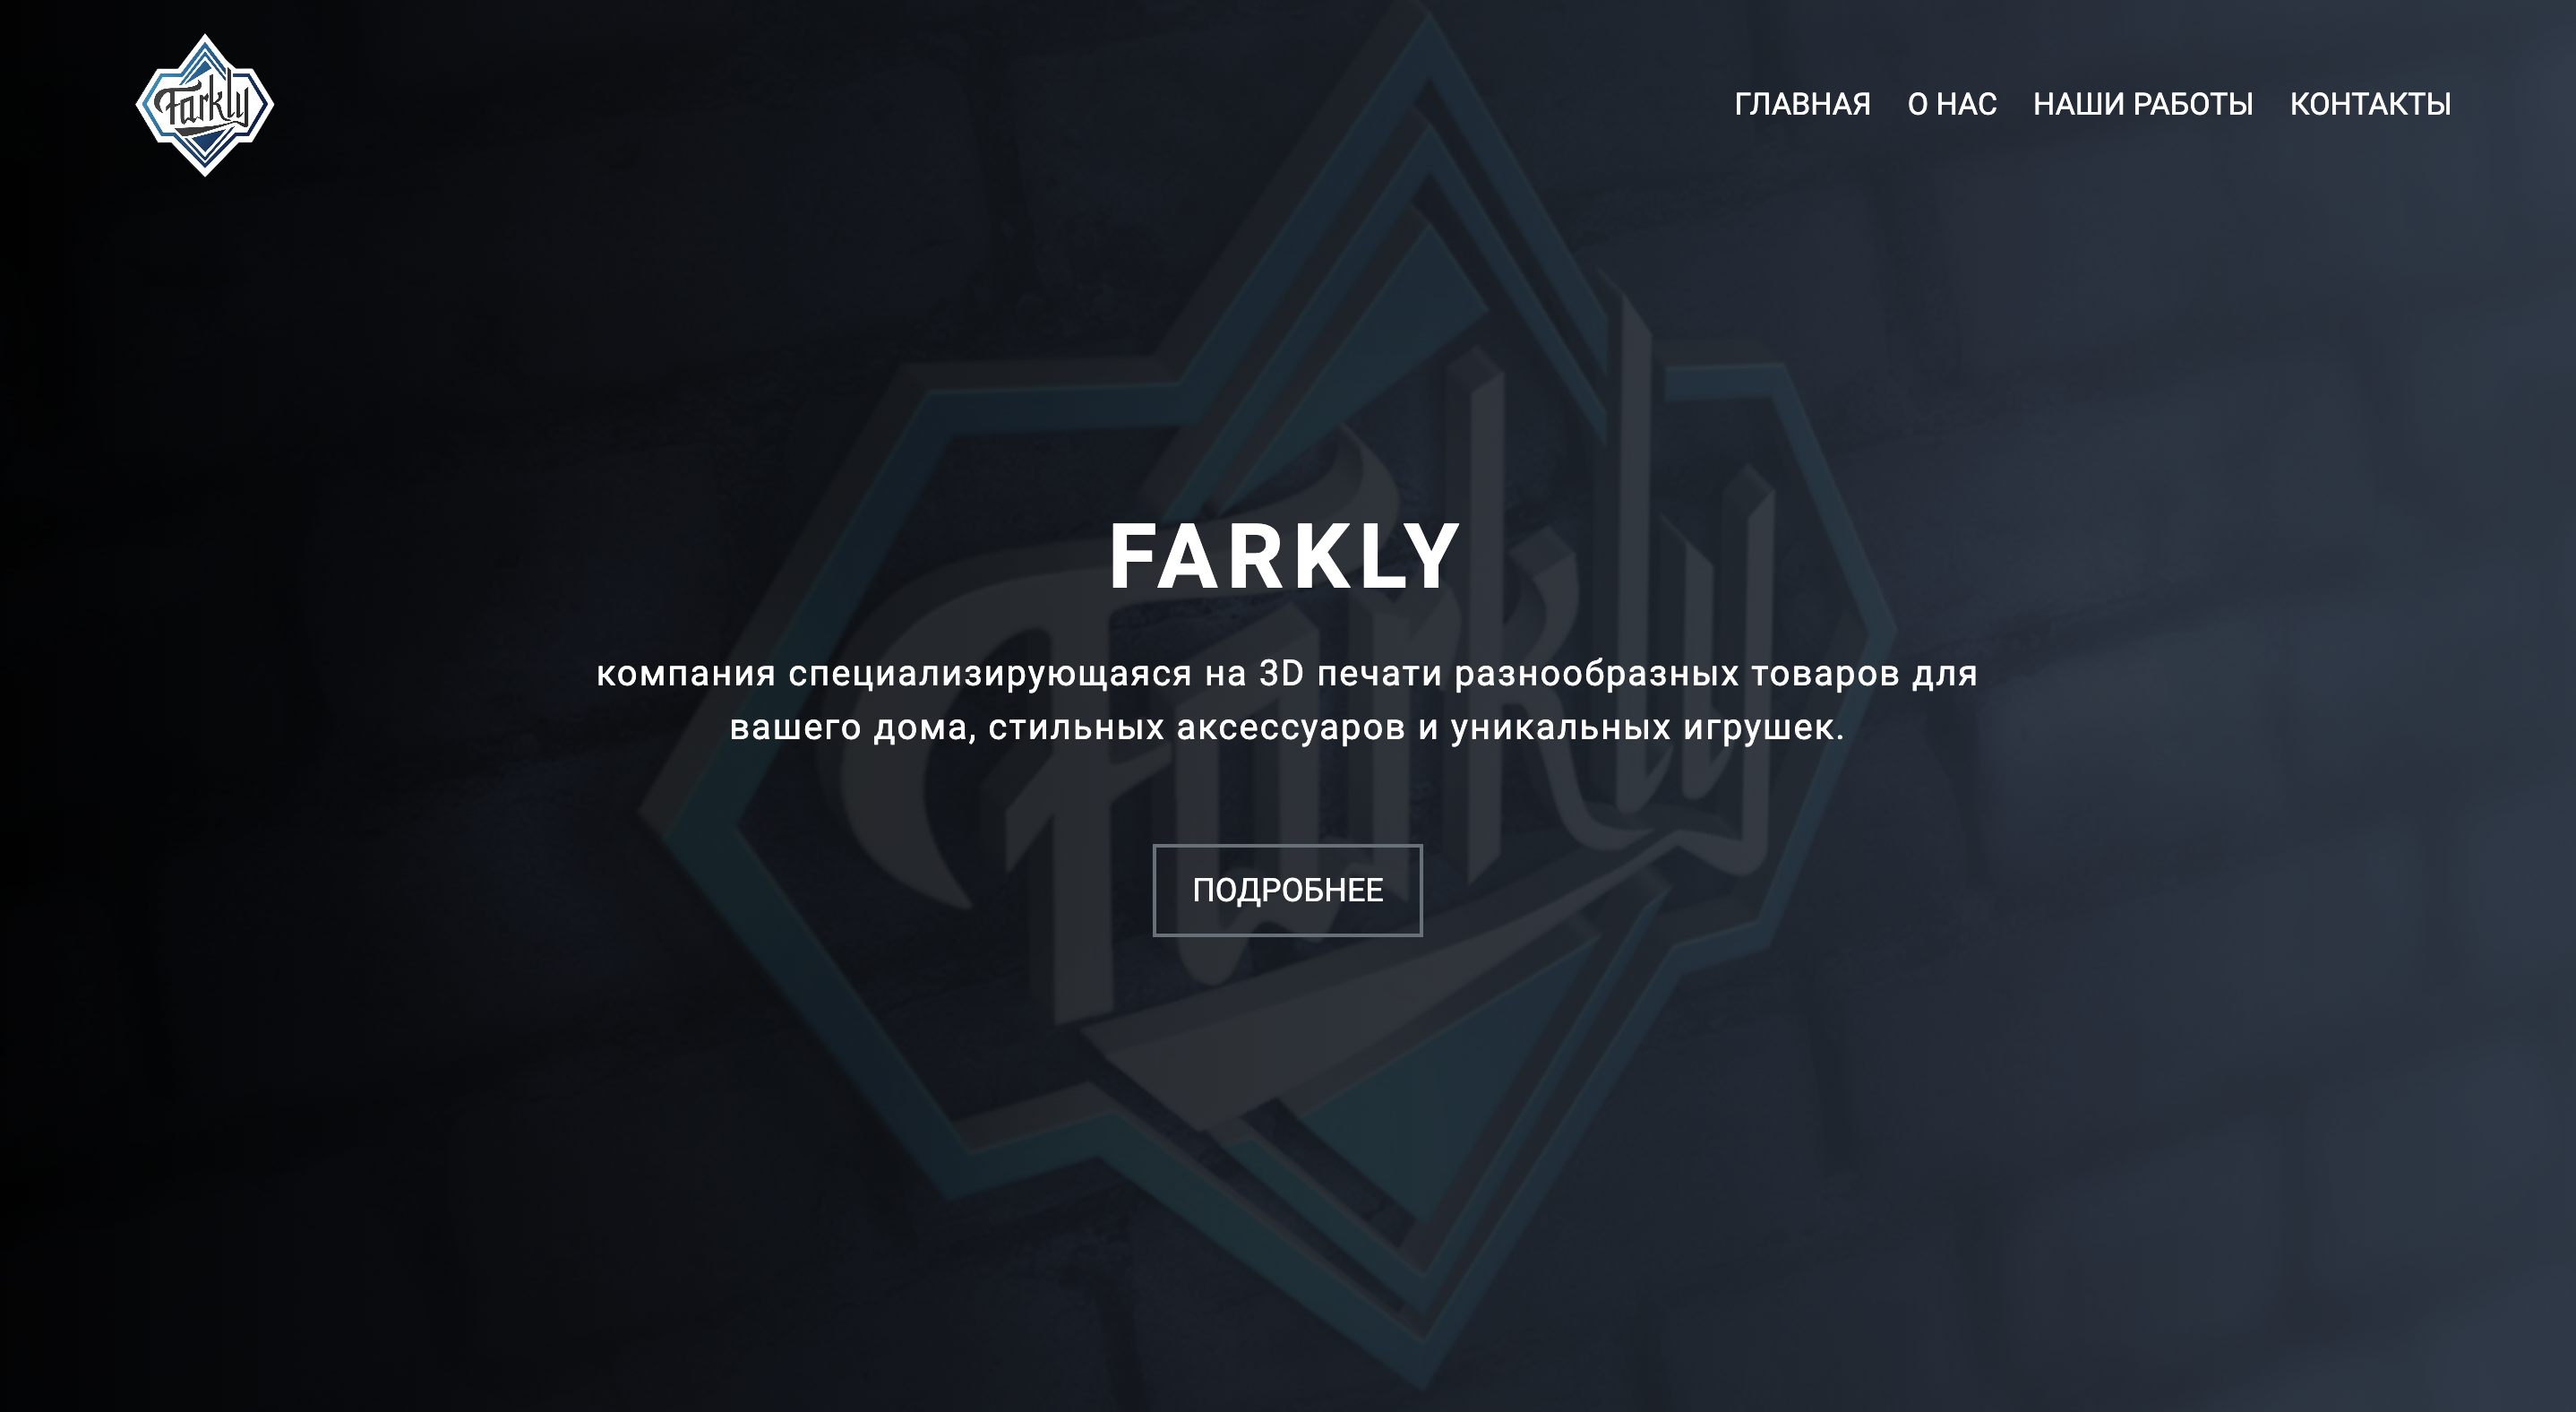 Farkly
ГЛАВНАЯ О НАС НАШИ РАБОТЫ КОНТАКТЫ
FARKLY
компания специализирующаяся на 3D печати разнообразных товаров для
вашего дома, стильных аксессуаров и уникальных игрушек.
ПОДРОБНЕЕ
Farkly